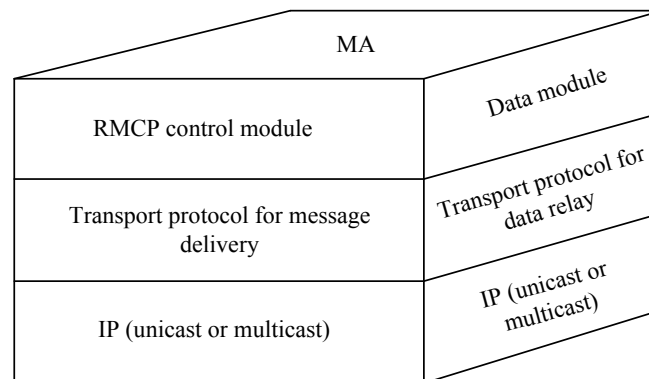 MA
RMCP control module
Data module
Transport protocol for message
delivery
Transport protocol for
data relay
IP (unicast or multicast)
IP (unicast or
multicast)